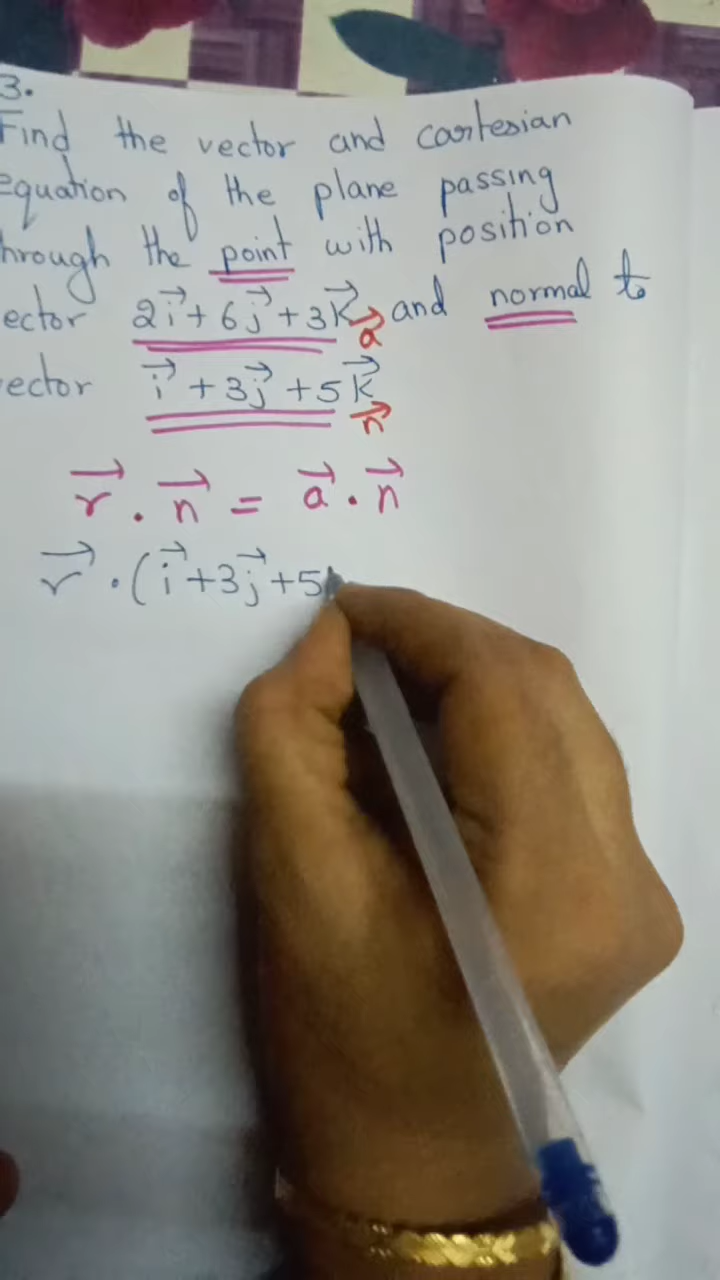 3.
Find the vector and cartesian
equation of the plane passing
hrough the point with position
ector 2i⃗ + 6j⃗ + 3k⃗ a⃗ and normal to
ector i⃗ + 3j⃗ + 5k⃗ n⃗
r⃗ . n⃗ = a⃗ . n⃗
r⃗ . (i⃗ + 3j⃗ + 5